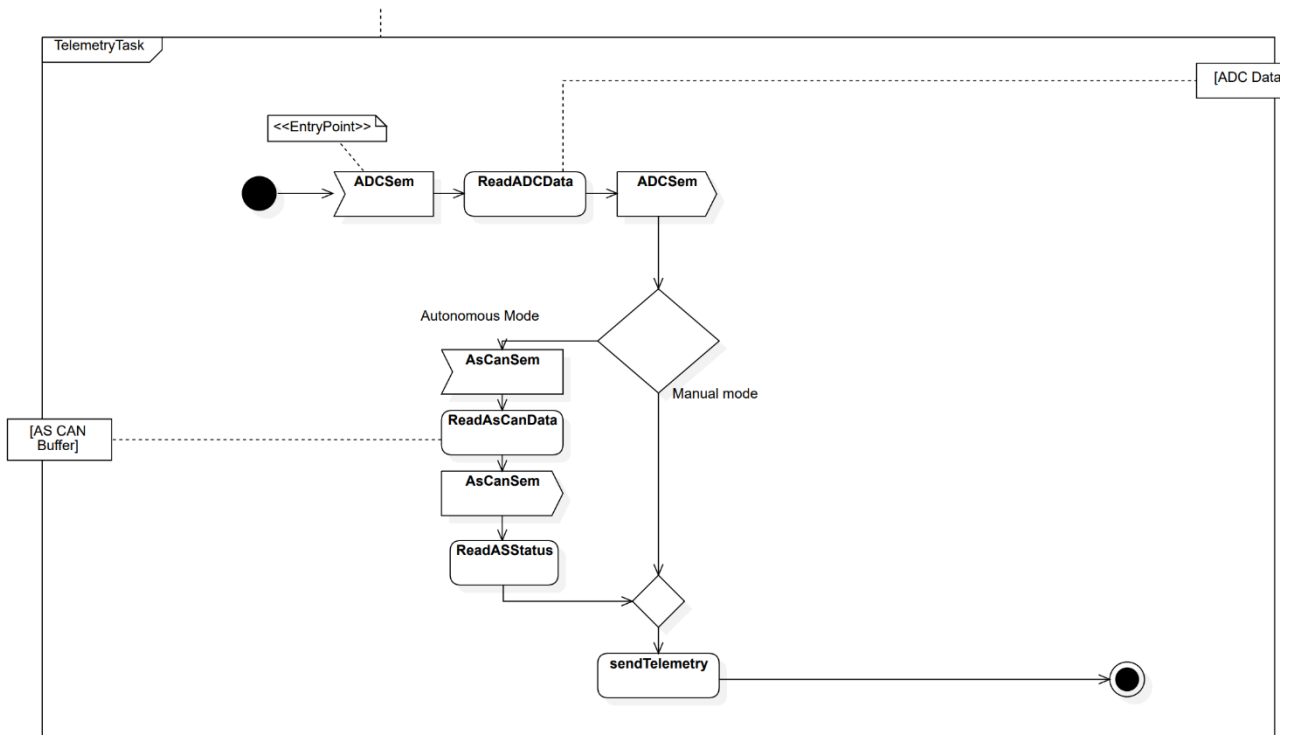 TelemetryTask
[ADC Data
<<EntryPoint>>
ADCSem
ReadADCData
ADCSem
Autonomous Mode
AsCanSem
Manual mode
ReadAsCanData
[AS CAN
Buffer]
AsCanSem
ReadASStatus
sendTelemetry